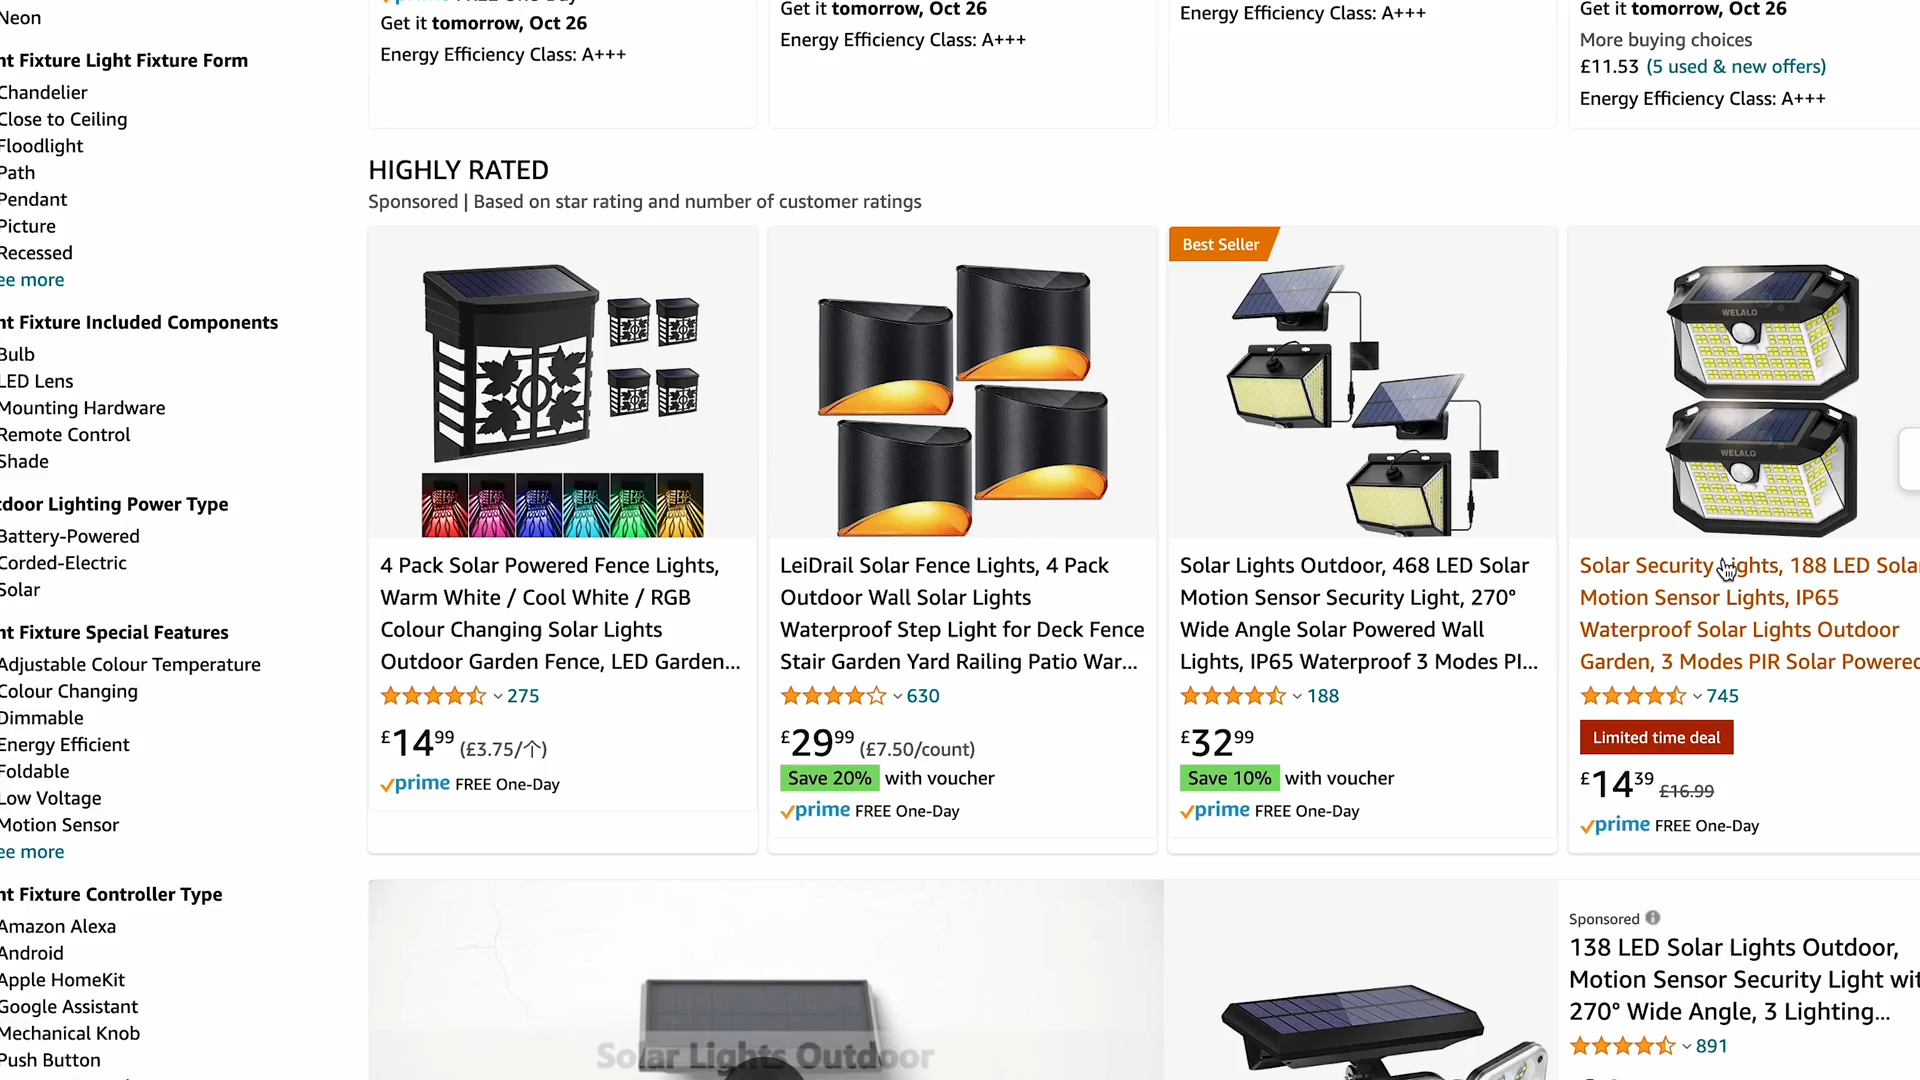 Neon
nt Fixture Light Fixture Form
Chandelier
Close to Ceiling
Floodlight
Path
Pendant
Picture
Recessed
ee more
nt Fixture Included Components
Bulb
LED Lens
Mounting Hardware
Remote Control
Shade
tdoor Lighting Power Type
Battery-Powered
Corded-Electric
Solar
nt Fixture Special Features
Adjustable Colour Temperature
Colour Changing
Dimmable
Energy Efficient
Foldable
Low Voltage
Motion Sensor
ee more
nt Fixture Controller Type
Amazon Alexa
Android
Apple HomeKit
Google Assistant
Mechanical Knob
Push Button
Get it tomorrow, Oct 26
Energy Efficiency Class: A+++
Get it tomorrow, Oct 26
Energy Efficiency Class: A+++
Energy Efficiency Class: A+++
Get it tomorrow, Oct 26
More buying choices
£11.53 (5 used & new offers)
Energy Efficiency Class: A+++
HIGHLY RATED
Sponsored | Based on star rating and number of customer ratings
4 Pack Solar Powered Fence Lights,
Warm White / Cool White / RGB
Colour Changing Solar Lights
Outdoor Garden Fence, LED Garden...
275
£14.99 (£3.75/个)
prime FREE One-Day
LeiDrail Solar Fence Lights, 4 Pack
Outdoor Wall Solar Lights
Waterproof Step Light for Deck Fence
Stair Garden Yard Railing Patio War...
630
£29.99 (£7.50/count)
Save 20% with voucher
prime FREE One-Day
Best Seller
Solar Lights Outdoor, 468 LED Solar
Motion Sensor Security Light, 270°
Wide Angle Solar Powered Wall
Lights, IP65 Waterproof 3 Modes PI...
188
£32.99
Save 10% with voucher
prime FREE One-Day
WELALO
WELALO
Solar Security Lights, 188 LED Solar
Motion Sensor Lights, IP65
Waterproof Solar Lights Outdoor
Garden, 3 Modes PIR Solar Powered
745
Limited time deal
£14.39 £16.99
prime FREE One-Day
Solar Lights Outdoor
Sponsored
138 LED Solar Lights Outdoor,
Motion Sensor Security Light wit
270° Wide Angle, 3 Lighting...
891